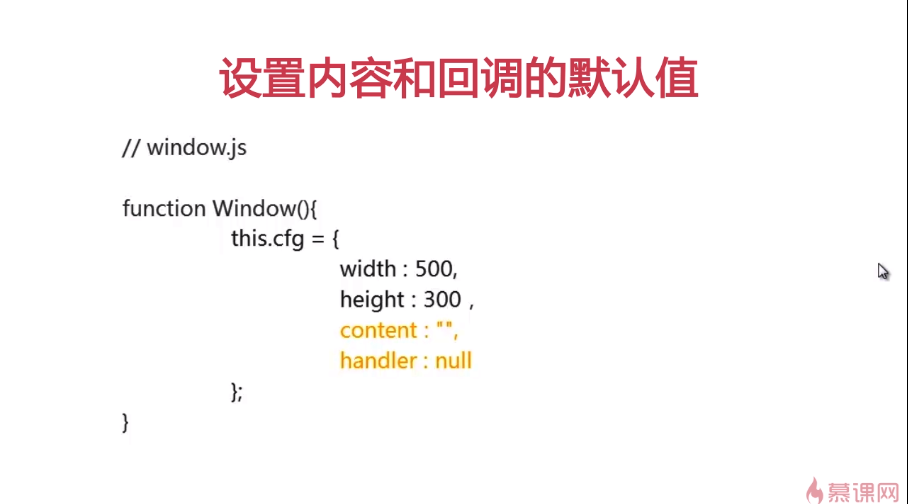 设置内容和回调的默认值
// window.js
function Window(){
this.cfg = {
width : 500,
height : 300 ,
content : "",
handler : null
};
}
慕课网